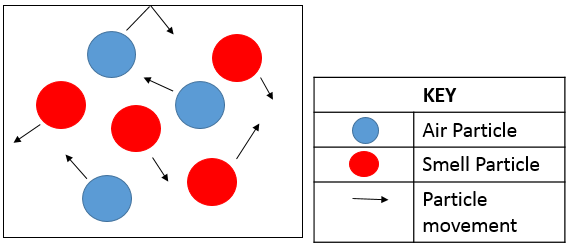 KEY
Air Particle
Smell Particle
Particle
movement